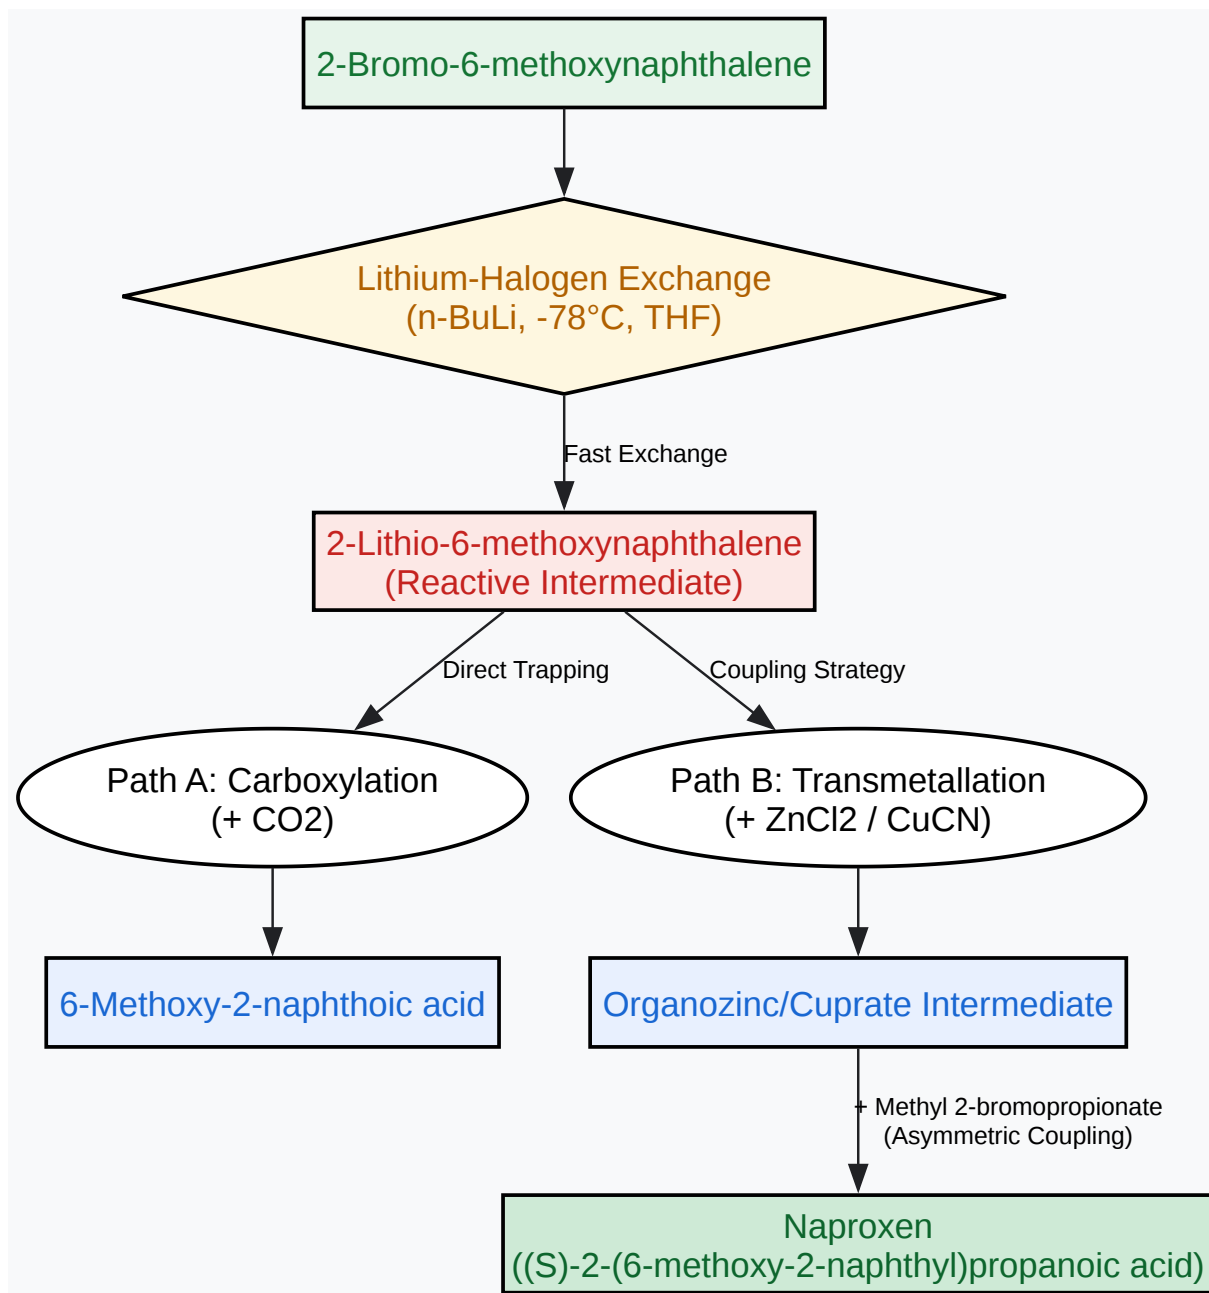 2-Bromo-6-methoxynaphthalene
Lithium-Halogen Exchange
(n-BuLi, -78°C, THF)
Fast Exchange
2-Lithio-6-methoxynaphthalene
(Reactive Intermediate)
Direct Trapping
Coupling Strategy
Path A: Carboxylation
(+ CO2)
Path B: Transmetallation
(+ ZnCl2 / CuCN)
6-Methoxy-2-naphthoic acid
Organozinc/Cuprate Intermediate
+ Methyl 2-bromopropionate
(Asymmetric Coupling)
Naproxen
((S)-2-(6-methoxy-2-naphthyl)propanoic acid)